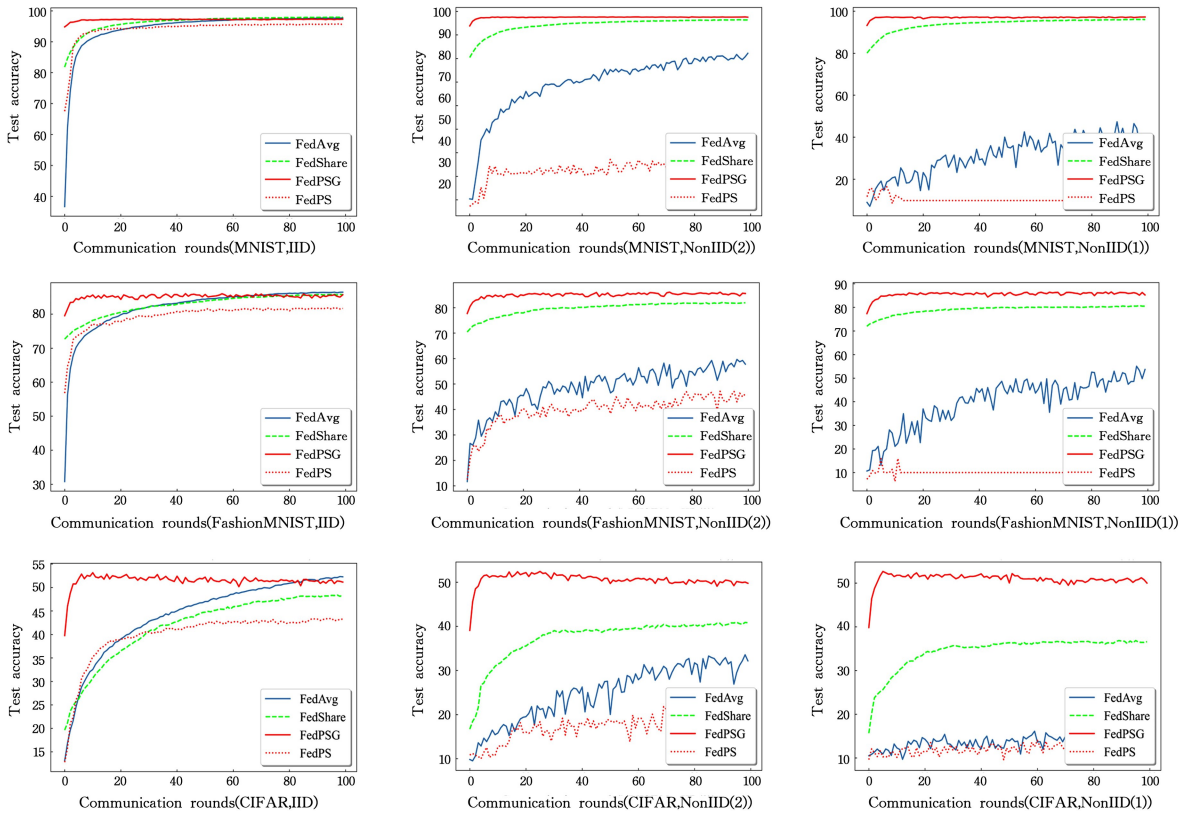 Test accuracy
100
90
80
70
60
50
40
FedAvg
FedShare
FedPSG
FedPS
0 20 40 60 80 100
Communication rounds(MNIST,IID)
Test accuracy
100
90
80
70
60
50
40
30
20
FedAvg
FedShare
FedPSG
FedPS
0 20 40 60 80 100
Communication rounds(MNIST,NonIID(2))
Test accuracy
100
80
60
40
20
FedAvg
FedShare
FedPSG
FedPS
0 20 40 60 80 100
Communication rounds(MNIST,NonIID(1))
Test accuracy
80
70
60
50
40
30
FedAvg
FedShare
FedPSG
FedPS
0 20 40 60 80 100
Communication rounds(FashionMNIST,IID)
Test accuracy
80
70
60
50
40
30
20
10
FedAvg
FedShare
FedPSG
FedPS
0 20 40 60 80 100
Communication rounds(FashionMNIST,NonIID(2))
Test accuracy
90
80
70
60
50
40
30
20
10
FedAvg
FedShare
FedPSG
FedPS
0 20 40 60 80 100
Communication rounds(FashionMNIST,NonIID(1))
Test accuracy
55
50
45
40
35
30
25
20
15
FedAvg
FedShare
FedPSG
FedPS
0 20 40 60 80 100
Communication rounds(CIFAR,IID)
Test accuracy
50
40
30
20
10
FedAvg
FedShare
FedPSG
FedPS
0 20 40 60 80 100
Communication rounds(CIFAR,NonIID(2))
Test accuracy
50
40
30
20
10
FedAvg
FedShare
FedPSG
FedPS
0 20 40 60 80 100
Communication rounds(CIFAR,NonIID(1))